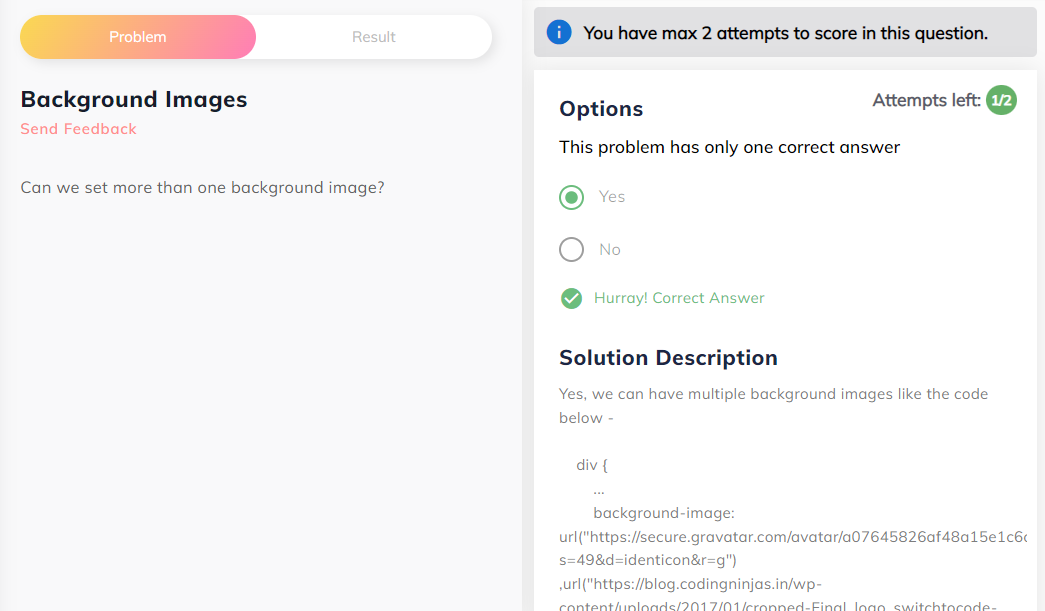 Problem
Result
Background Images
Send Feedback
Can we set more than one background image?
You have max 2 attempts to score in this question.
Options
Attempts left: 1/2
This problem has only one correct answer
Yes
No
Hurray! Correct Answer
Solution Description
Yes, we can have multiple background images like the code
below -
div {
...
background-image:
url("https://secure.gravatar.com/avatar/a07645826af48a15e1c6
s=49&d=identicon&r=g")
,url("https://blog.codingninjas.in/wp-
content/uploads/2017/01/cropped-Final_logo_switchtocode-